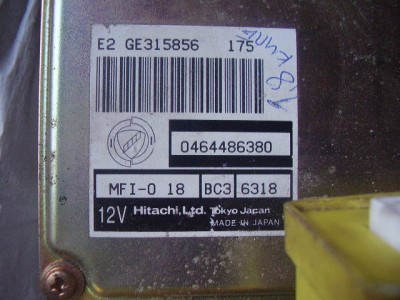 E2 GE315856 175
0464486380
MFI-0 18 BC3 6318
12V Hitachi, Ltd. Tokyo Japan
MADE IN JAPAN